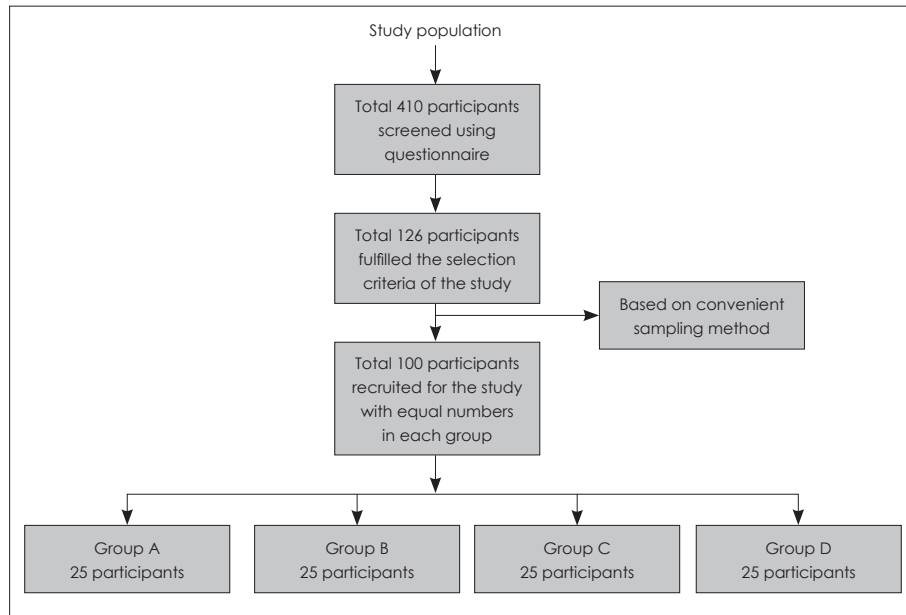 Study population
Total 410 participants
screened using
questionnaire
Total 126 participants
fulfilled the selection
criteria of the study
Based on convenient
sampling method
Total 100 participants
recruited for the study
with equal numbers
in each group
Group A
25 participants
Group B
25 participants
Group C
25 participants
Group D
25 participants